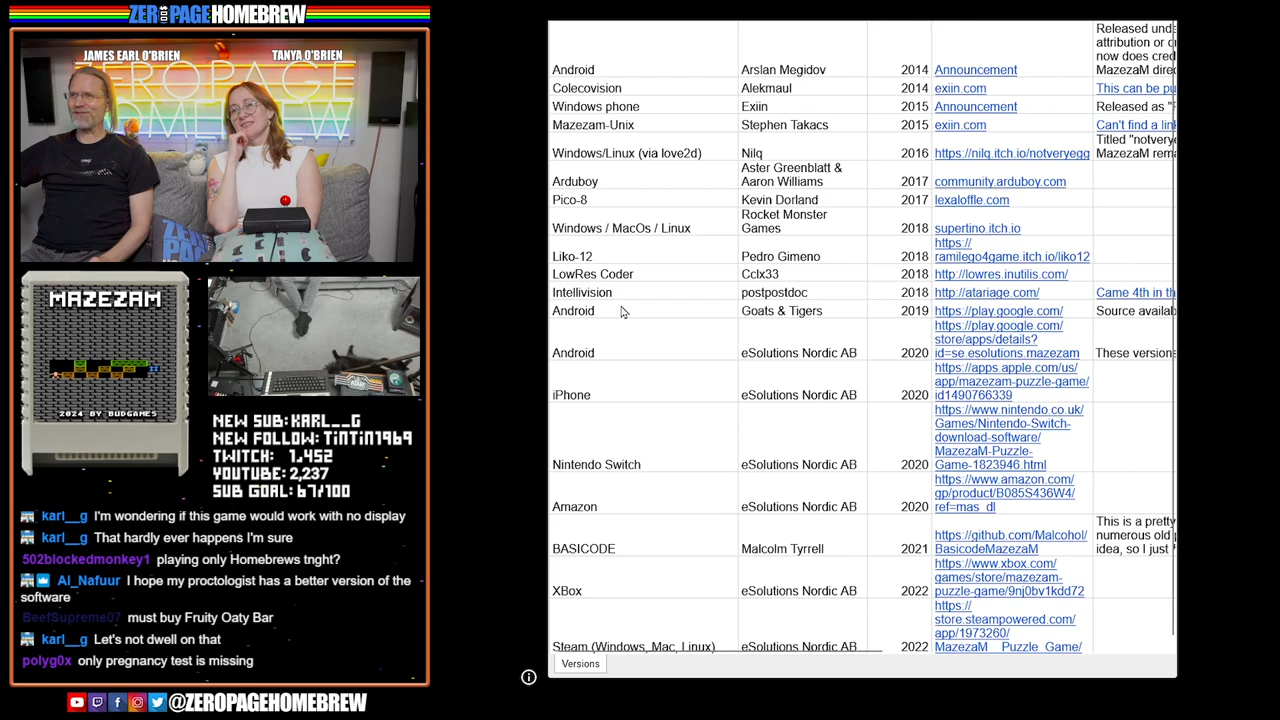 ZEROPAGE HOMEBREW
JAMES EARL O'BRIEN
TANYA O'BRIEN
MAZEZAM
2024 BY BUDGAMES
NEW SUB: KARL__G
NEW FOLLOW: TINTIN1969
TWITCH: 1,452
YOUTUBE: 2,237
SUB GOAL: 67/100
karl__g I'm wondering if this game would work with no display
karl__g That hardly ever happens I'm sure
502blockedmonkey1 playing only Homebrews tnght?
Al_Nafuur I hope my proctologist has a better version of the
software
BeefSupreme07 must buy Fruity Oaty Bar
karl__g Let's not dwell on that
polyg0x only pregnancy test is missing
@ZEROPAGEHOMEBREW
Released und
attribution or
now does cred
Android Arslan Megidov 2014 Announcement MazezaM direc
Colecovision Alekmaul 2014 exiin.com This can be pu
Windows phone Exiin 2015 Announcement Released as "
Mazezam-Unix Stephen Takacs 2015 exiin.com Can't find a lin
Titled "notvery
Windows/Linux (via love2d) Nilq 2016 https://nilq.itch.io/notveryegg MazezaM rema
Aster Greenblatt &
Arduboy Aaron Williams 2017 community.arduboy.com
Pico-8 Kevin Dorland 2017 lexaloffle.com
Rocket Monster
Windows / MacOs / Linux Games 2018 supertino.itch.io
https://
Liko-12 Pedro Gimeno 2018 ramilego4game.itch.io/liko12
LowRes Coder Cclx33 2018 http://lowres.inutilis.com/
Intellivision postpostdoc 2018 http://atariage.com/ Came 4th in th
Android Goats & Tigers 2019 https://play.google.com/ Source availab
https://play.google.com/
store/apps/details?
Android eSolutions Nordic AB 2020 id=se.esolutions.mazezam These version
https://apps.apple.com/us/
app/mazezam-puzzle-game/
iPhone eSolutions Nordic AB 2020 id1490766339
https://www.nintendo.co.uk/
Games/Nintendo-Switch-
download-software/
MazezaM-Puzzle-
Nintendo Switch eSolutions Nordic AB 2020 Game-1823946.html
https://www.amazon.com/
gp/product/B085S436W4/
Amazon eSolutions Nordic AB 2020 ref=mas_dl
This is a pretty
https://github.com/Malcohol/ numerous old
BASICODE Malcolm Tyrrell 2021 BasicodeMazezaM idea, so I just
https://www.xbox.com/
games/store/mazezam-
XBox eSolutions Nordic AB 2022 puzzle-game/9nj0bv1kdd72
https://
store.steampowered.com/
app/1973260/
Steam (Windows, Mac, Linux) eSolutions Nordic AB 2022 MazezaM__Puzzle_Game/
Versions